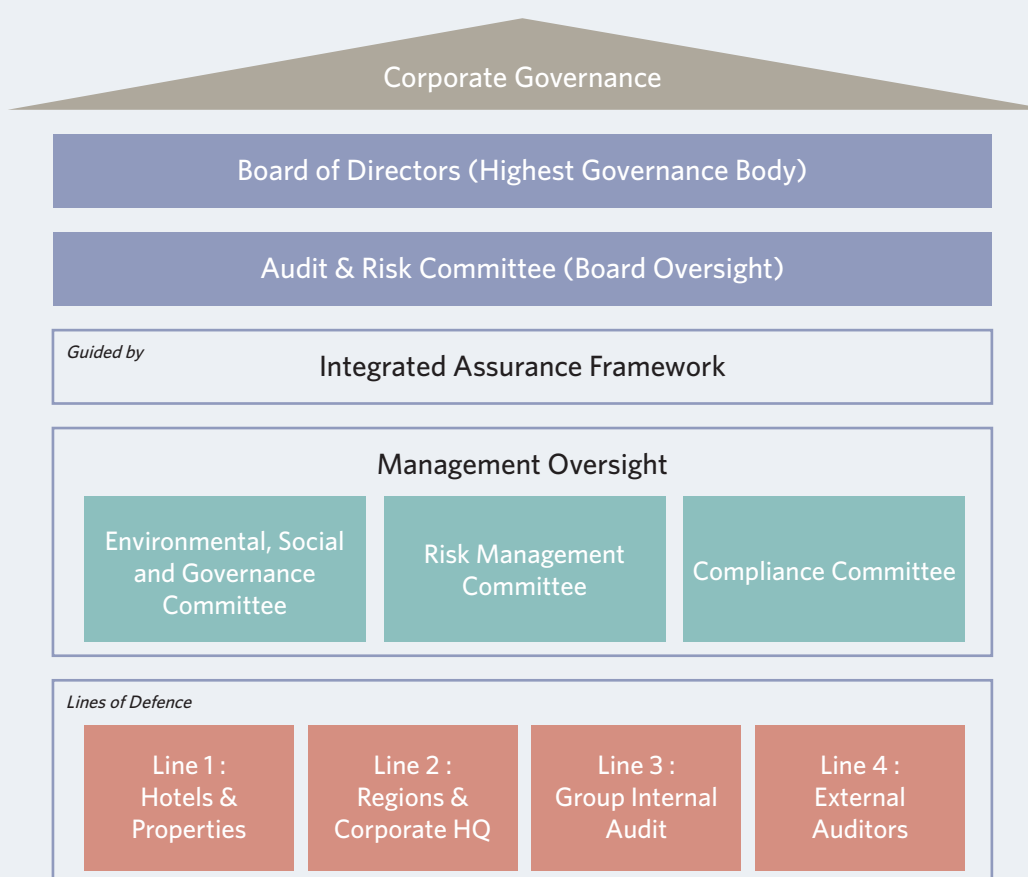 Corporate Governance
Board of Directors (Highest Governance Body)
Audit & Risk Committee (Board Oversight)
Guided by
Integrated Assurance Framework
Management Oversight
Environmental, Social
and Governance
Committee
Risk Management
Committee
Compliance Committee
Lines of Defence
Line 1 :
Hotels &
Properties
Line 2 :
Regions &
Corporate HQ
Line 3 :
Group Internal
Audit
Line 4 :
External
Auditors